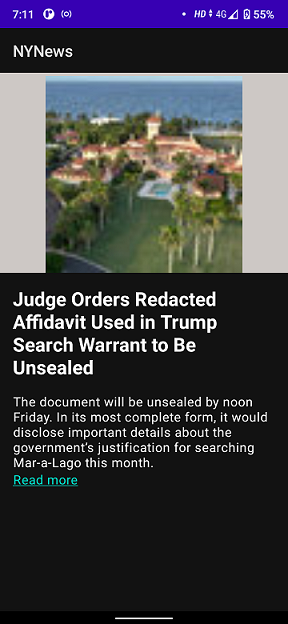 7:11 HD 4G 55%
NYNews
Judge Orders Redacted
Affidavit Used in Trump
Search Warrant to Be
Unsealed
The document will be unsealed by noon
Friday. In its most complete form, it would
disclose important details about the
government's justification for searching
Mar-a-Lago this month.
Read more